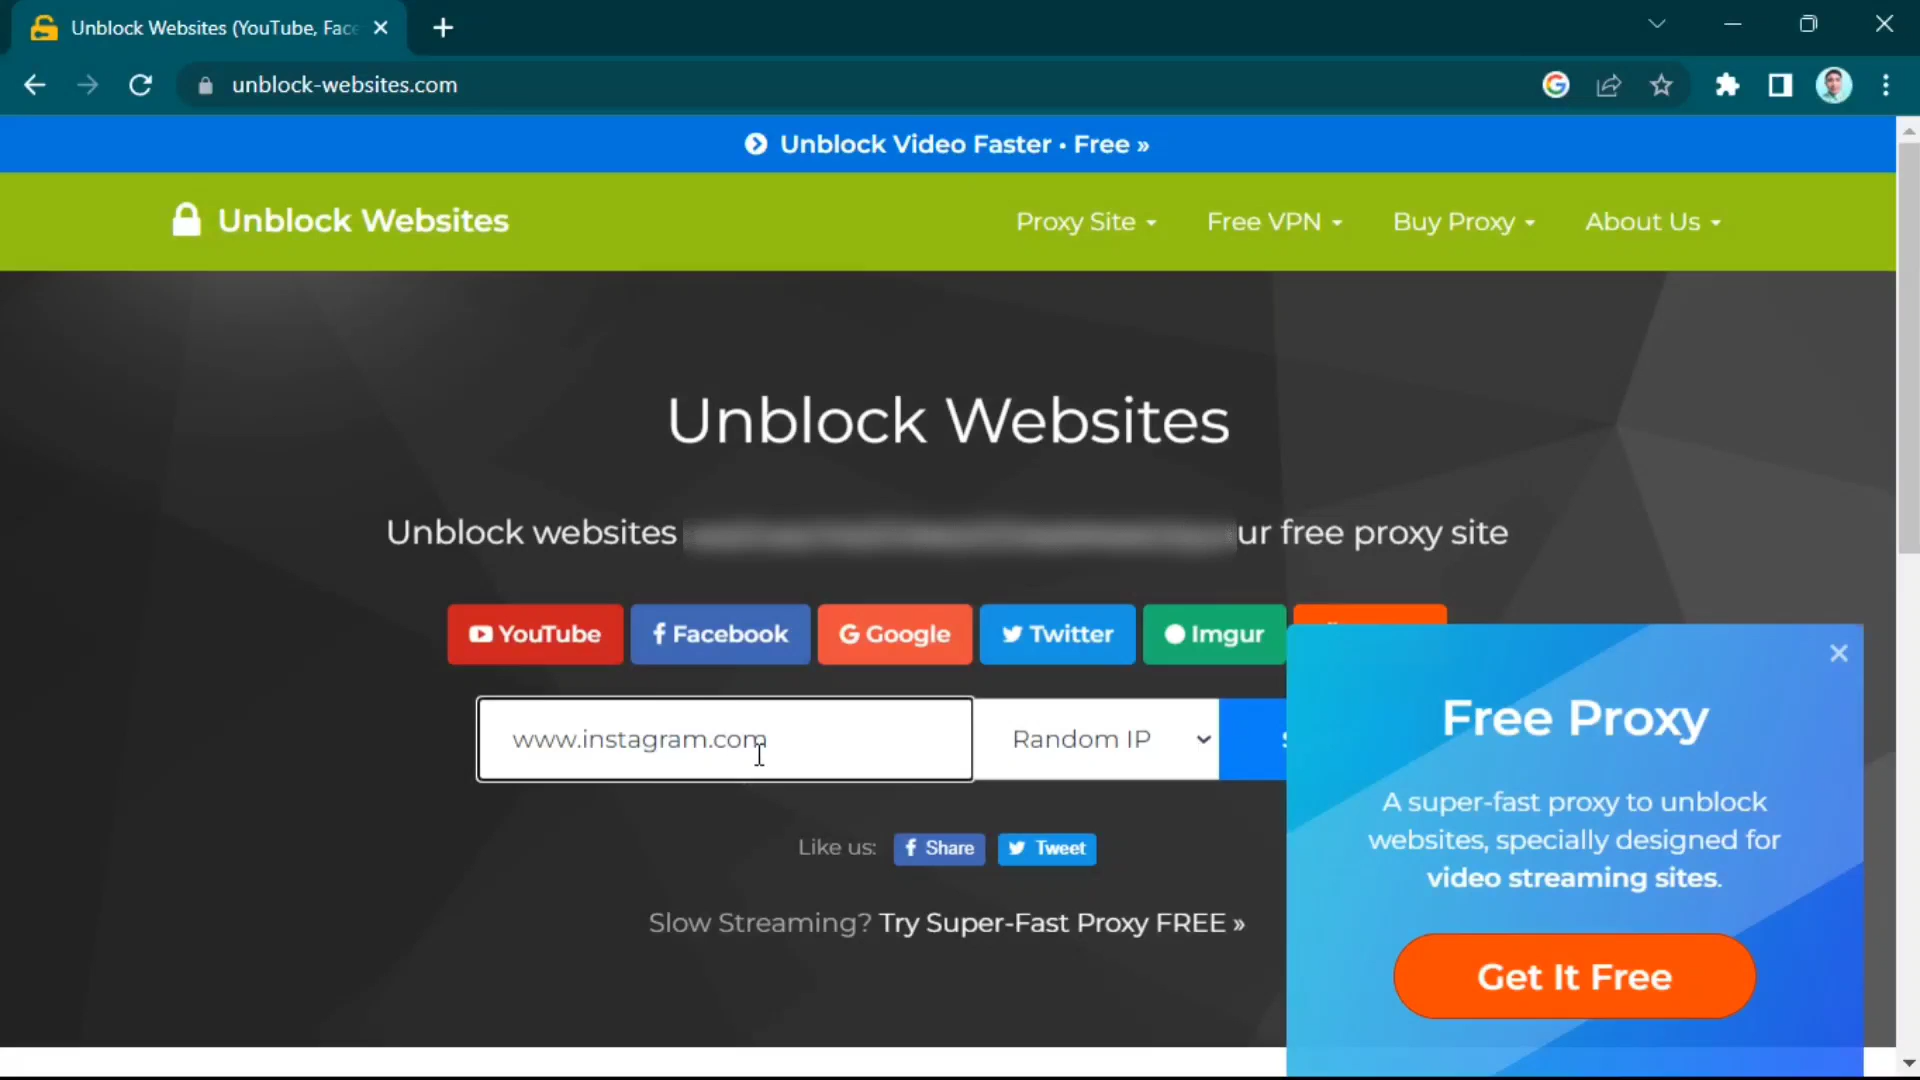 Unblock Websites (YouTube, Face
unblock-websites.com
Unblock Video Faster • Free »
Unblock Websites
Proxy Site
Free VPN
Buy Proxy
About Us
Unblock Websites
Unblock websites ur free proxy site
YouTube
Facebook
Google
Twitter
Imgur
www.instagram.com
Random IP
Like us:
Share
Tweet
Slow Streaming? Try Super-Fast Proxy FREE »
Free Proxy
A super-fast proxy to unblock
websites, specially designed for
video streaming sites.
Get It Free